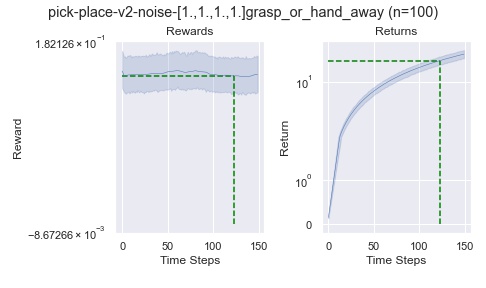 pick-place-v2-noise-[1.,1.,1.,1.]grasp_or_hand_away (n=100)
Rewards
Returns
1.82126 × 10⁻¹
−8.67266 × 10⁻³
Reward
0 50 100 150
Time Steps
10¹
10⁰
0
Return
0 50 100 150
Time Steps